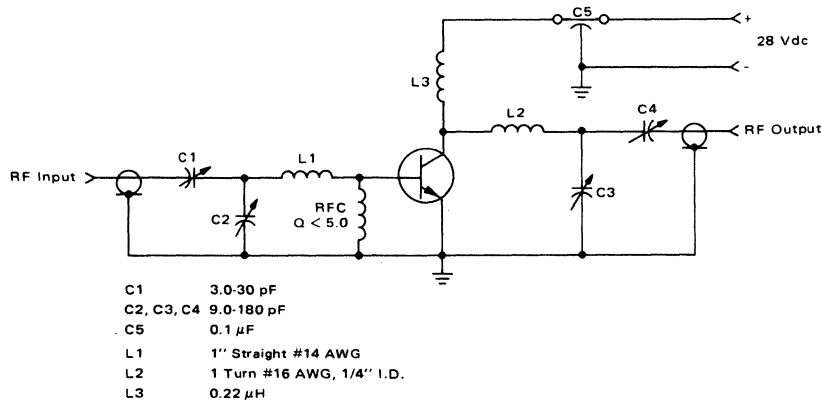 C5
+
28 Vdc
-
L3
L2
C4
RF Output
C1
L1
RF Input
C2
RFC
Q < 5.0
C3
C1 3.0-30 pF
C2, C3, C4 9.0-180 pF
C5 0.1 μF
L1 1" Straight #14 AWG
L2 1 Turn #16 AWG, 1/4" I.D.
L3 0.22 μH